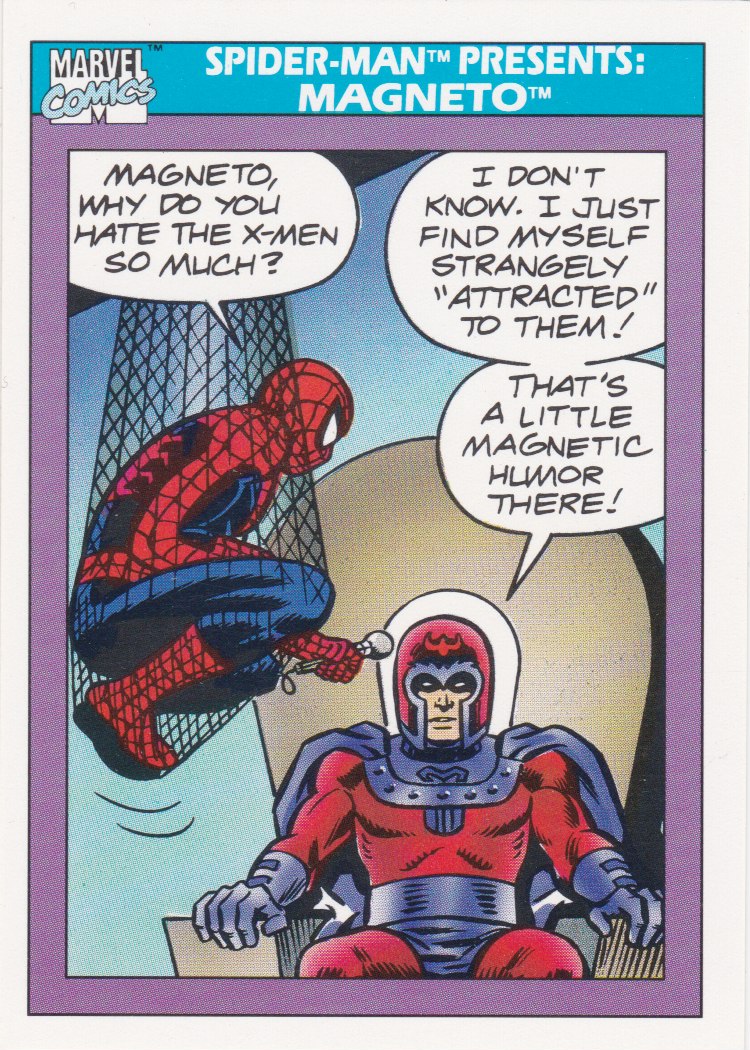 MARVEL™
COMICS
M
SPIDER-MAN™ PRESENTS:
MAGNETO™
MAGNETO,
WHY DO YOU
HATE THE X-MEN
SO MUCH?
I DON'T
KNOW. I JUST
FIND MYSELF
STRANGELY
"ATTRACTED"
TO THEM!
THAT'S
A LITTLE
MAGNETIC
HUMOR
THERE!